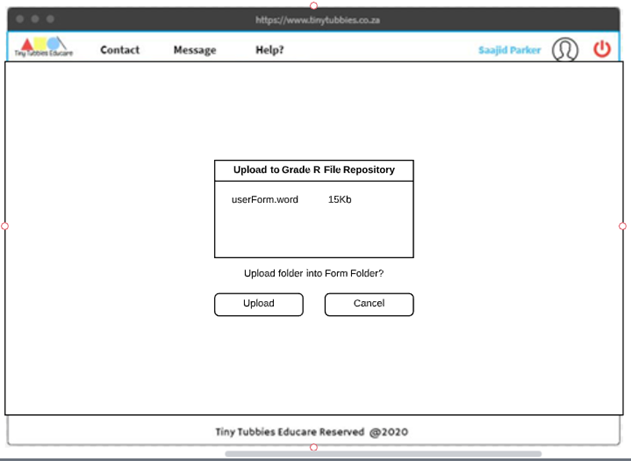 https://www.tinytubbies.co.za
Tiny Tubbies Educare
Contact Message Help? Saajid Parker
Upload to Grade R File Repository
userForm.word 15Kb
Upload folder into Form Folder?
Upload Cancel
Tiny Tubbies Educare Reserved @2020